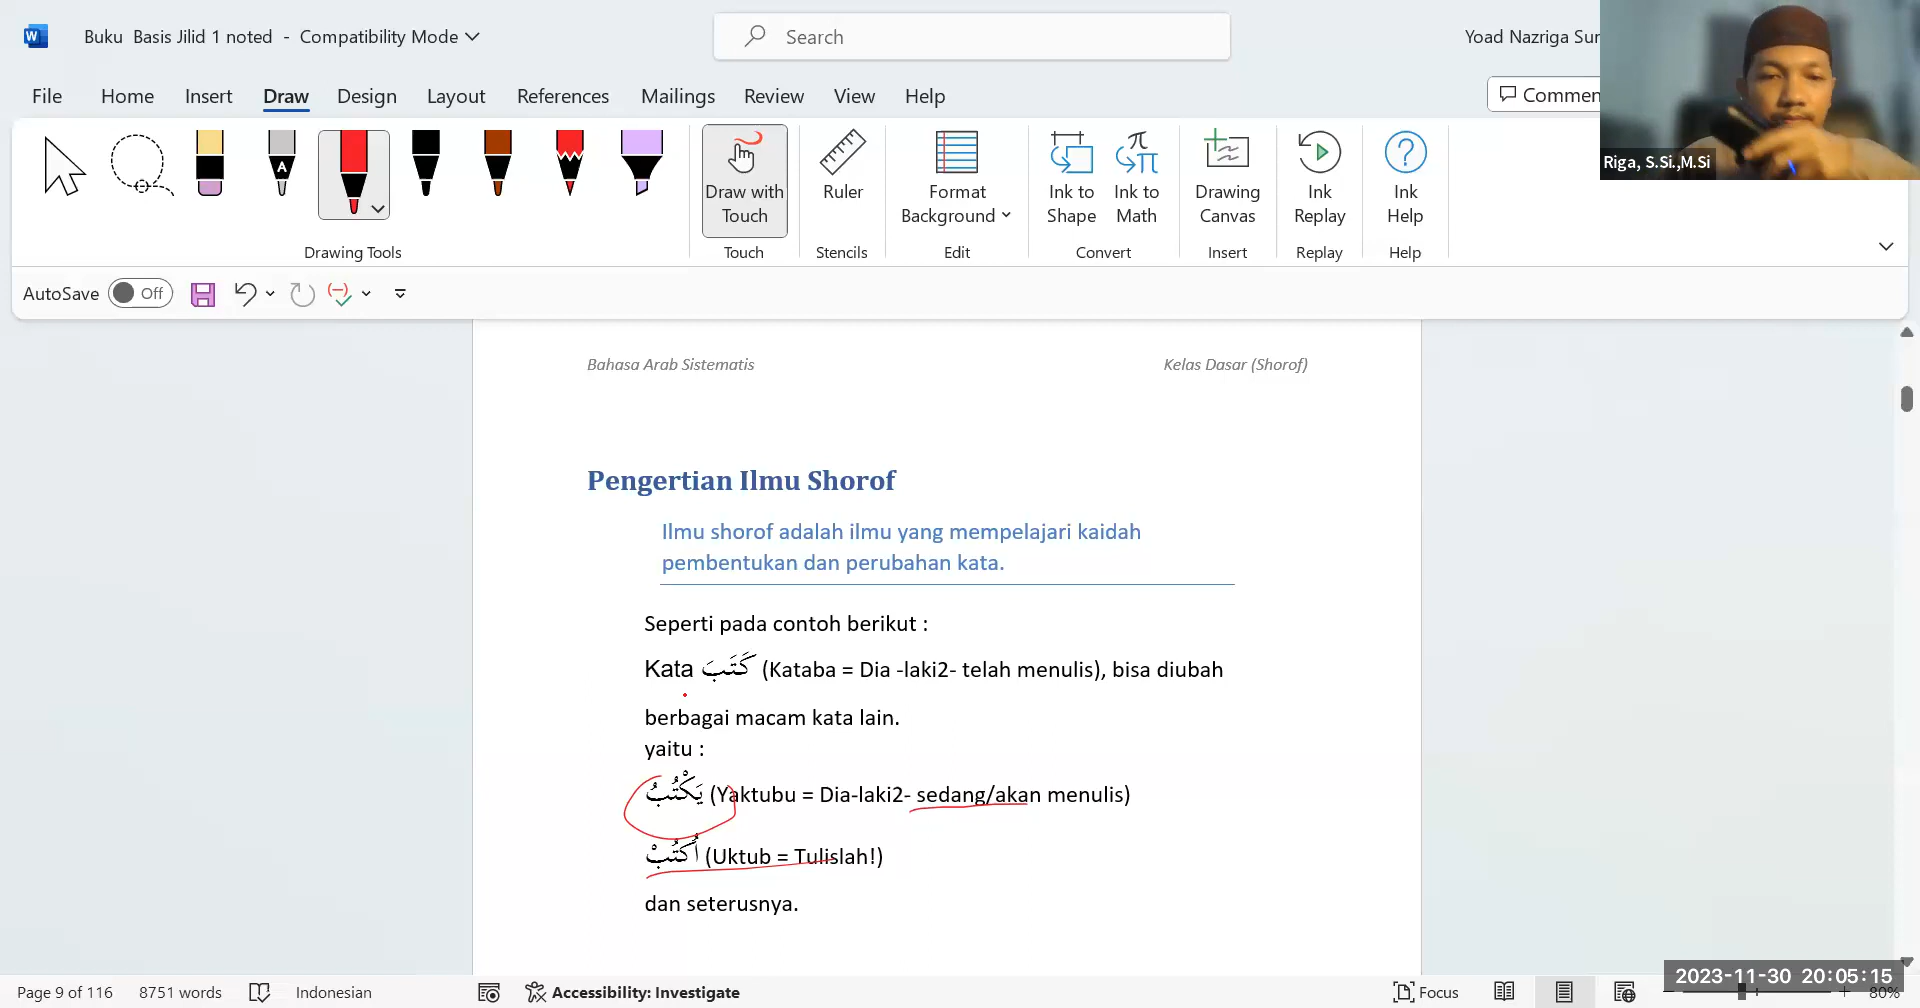 Buku Basis Jilid 1 noted - Compatibility Mode
Search
Yoad Nazriga Sur
File Home Insert Draw Design Layout References Mailings Review View Help
Commen
Riga, S.Si.,M.Si
Draw with Touch
Ruler
Format Background
Ink to Shape
Ink to Math
Drawing Canvas
Ink Replay
Ink Help
Drawing Tools Touch Stencils Edit Convert Insert Replay Help
AutoSave Off
Bahasa Arab Sistematis Kelas Dasar (Shorof)
Pengertian Ilmu Shorof
Ilmu shorof adalah ilmu yang mempelajari kaidah
pembentukan dan perubahan kata.
Seperti pada contoh berikut :
Kata كَتَبَ (Kataba = Dia -laki2- telah menulis), bisa diubah
berbagai macam kata lain.
yaitu :
يَكْتُبُ (Yaktubu = Dia-laki2- sedang/akan menulis)
اُكتُبْ (Uktub = Tulislah!)
dan seterusnya.
Page 9 of 116 8751 words Indonesian Accessibility: Investigate Focus 80%
2023-11-30 20:05:15